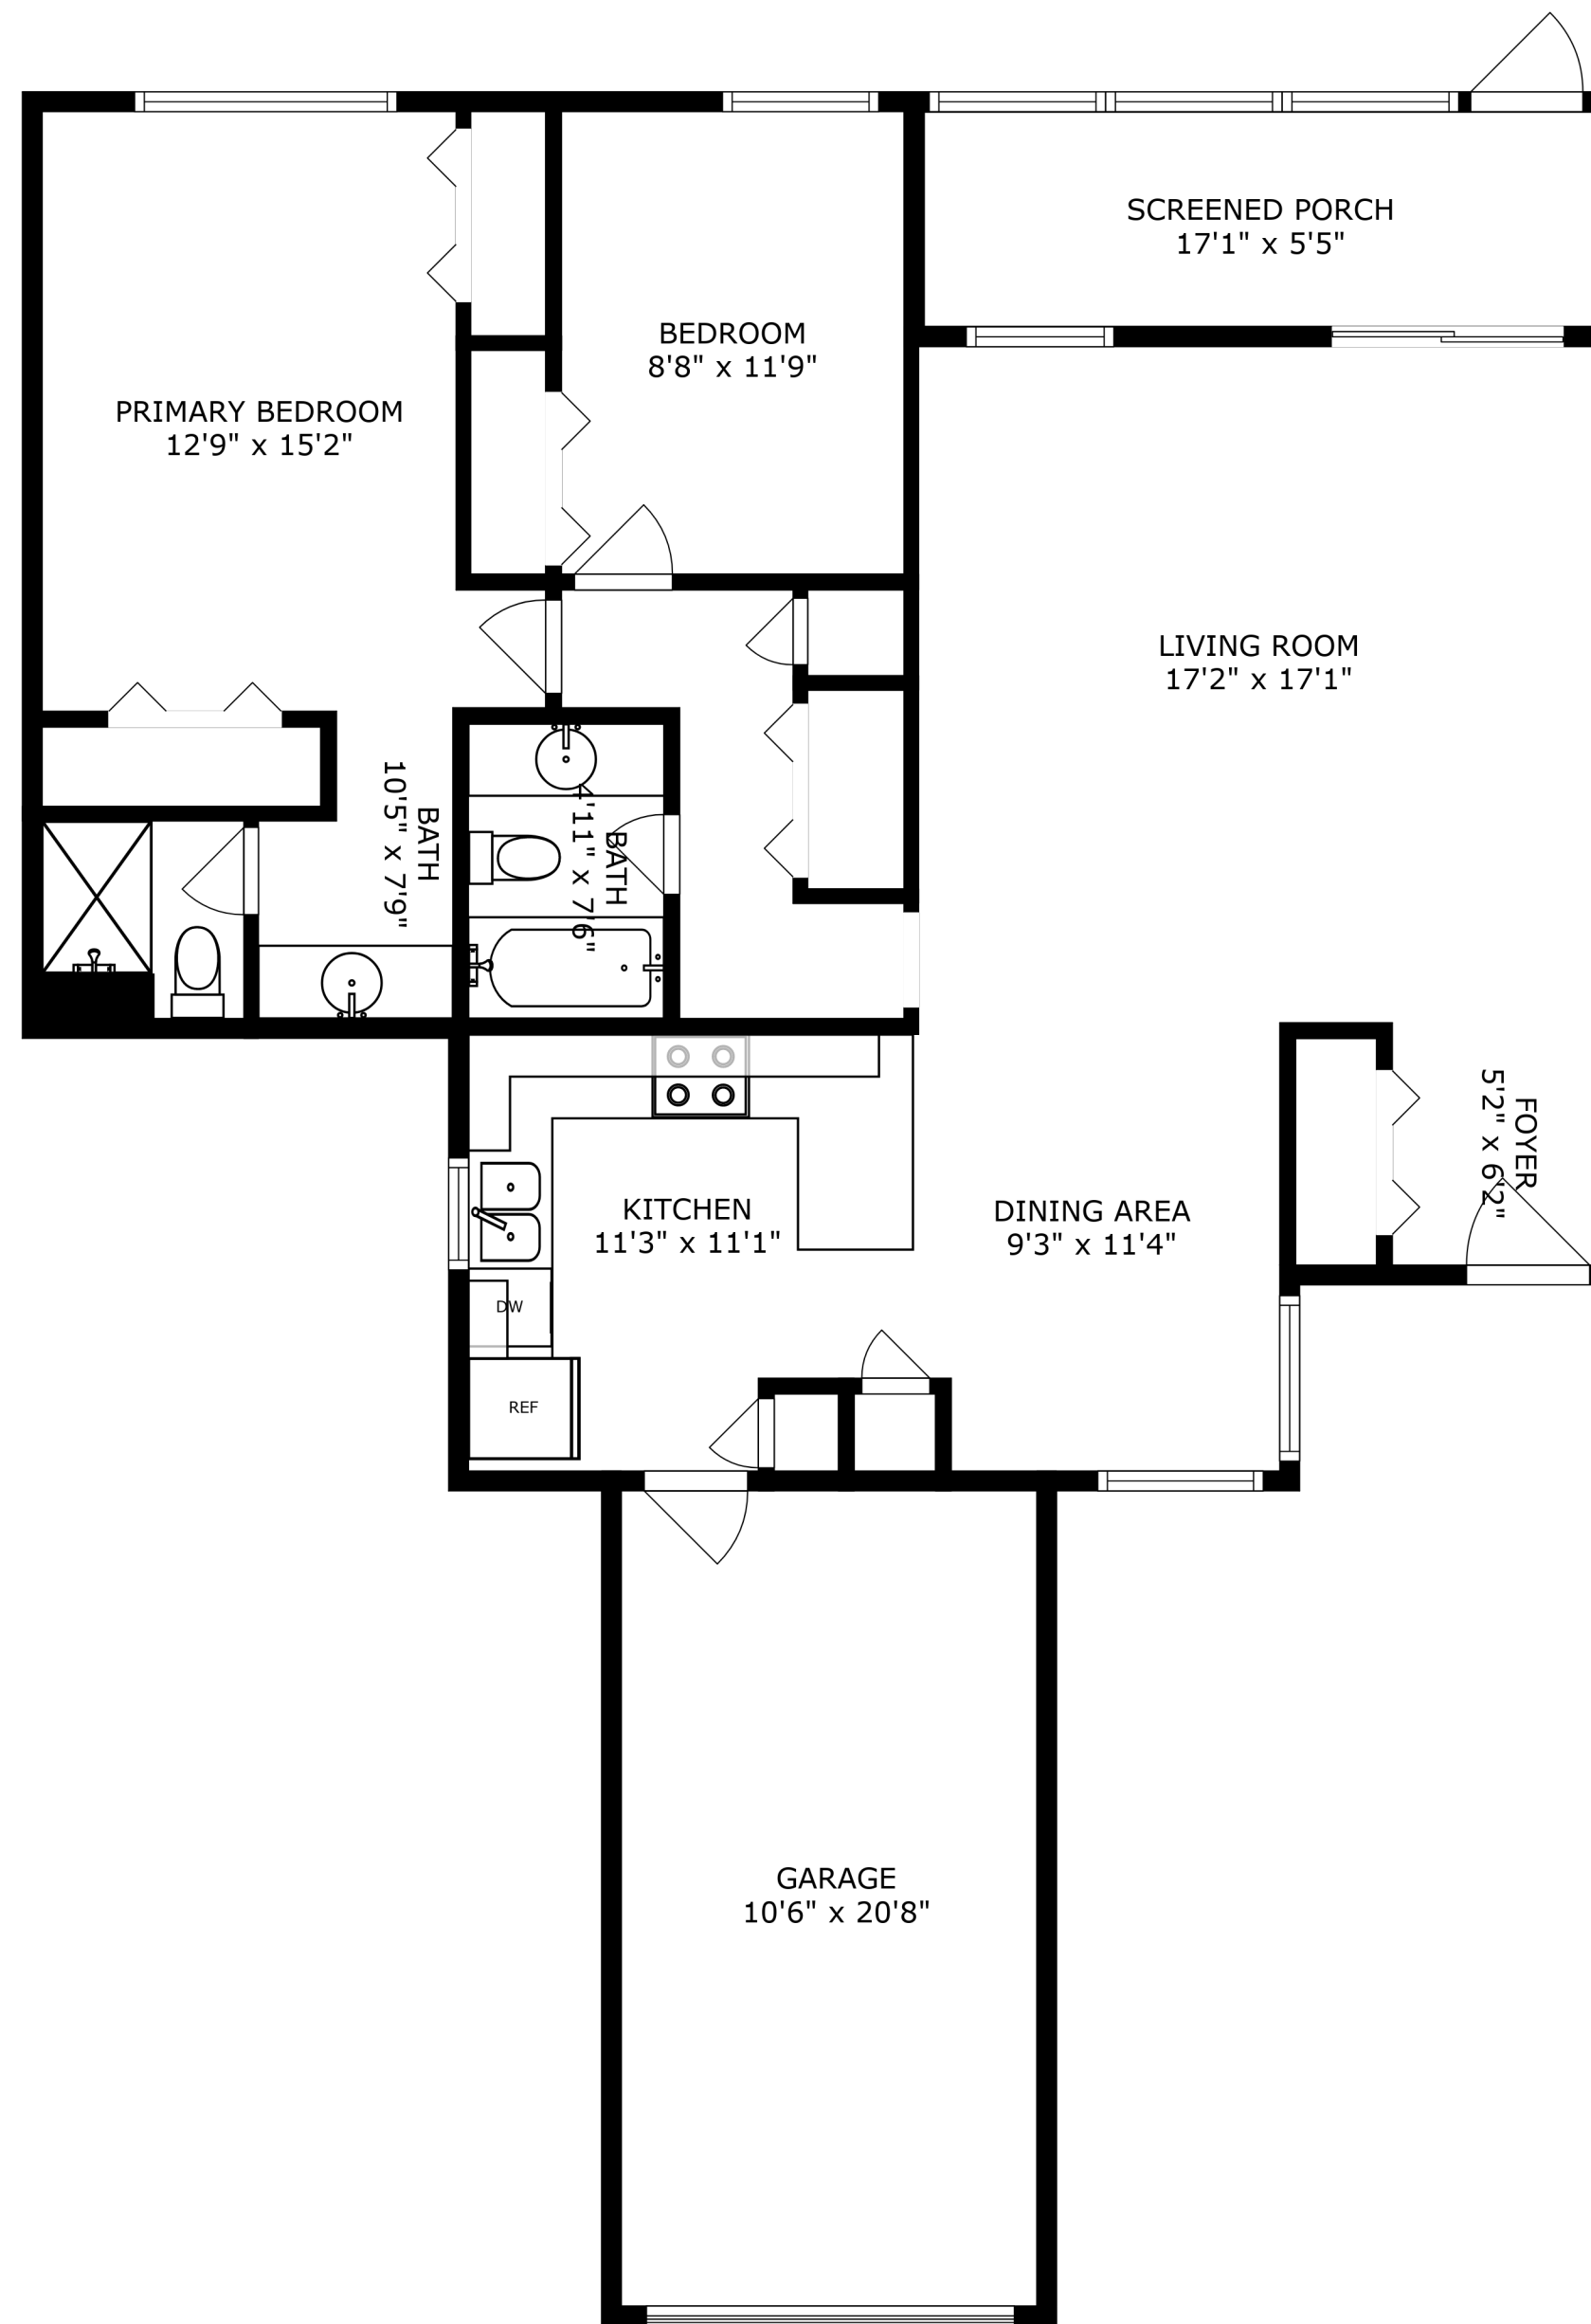 SCREENED PORCH
17'1" x 5'5"
BEDROOM
8'8" x 11'9"
PRIMARY BEDROOM
12'9" x 15'2"
LIVING ROOM
17'2" x 17'1"
BATH
10'5" x 7'9"
BATH
4'11" x 7'6"
FOYER
5'2" x 6'2"
KITCHEN
11'3" x 11'1"
DINING AREA
9'3" x 11'4"
DW
REF
GARAGE
10'6" x 20'8"